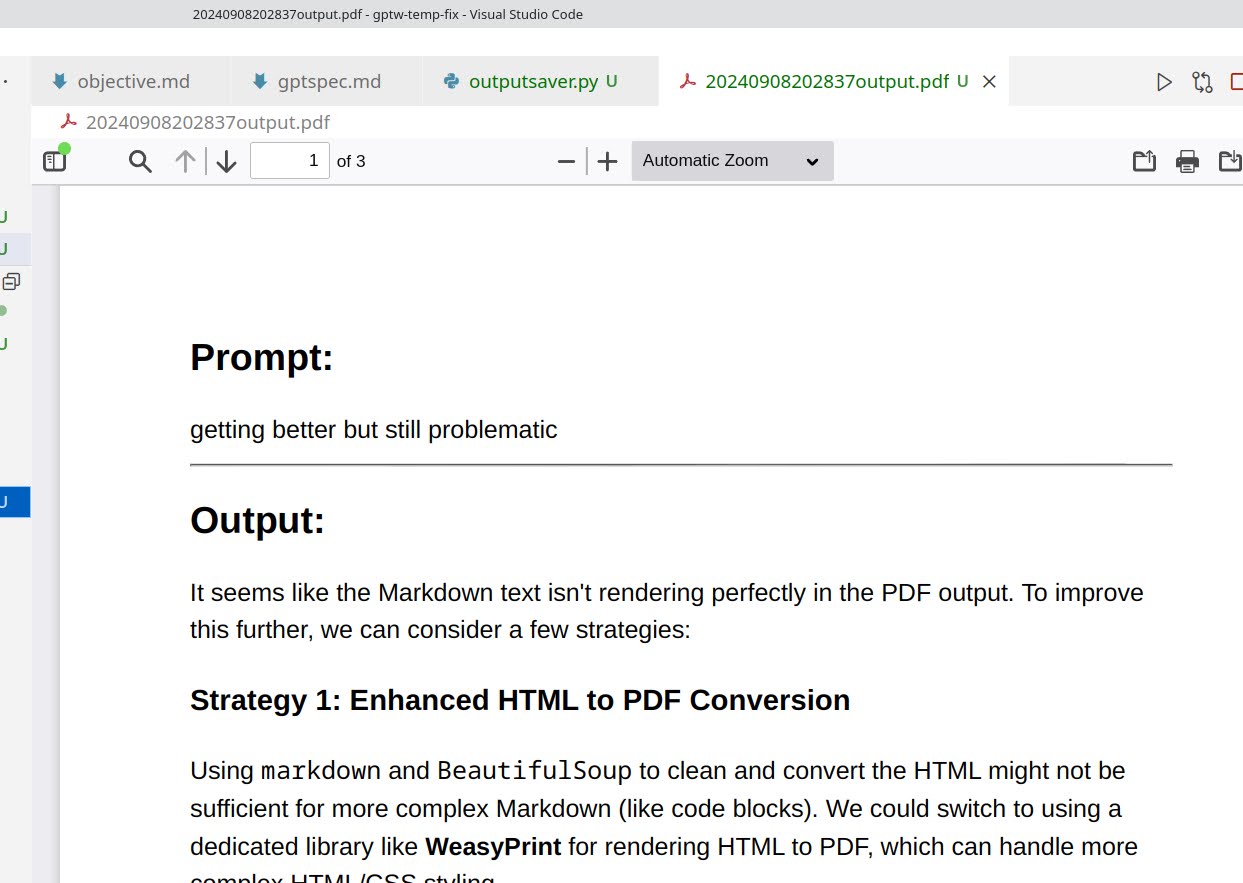 20240908202837output.pdf - gptw-temp-fix - Visual Studio Code
objective.md gptspec.md outputsaver.py U 20240908202837output.pdf U
20240908202837output.pdf
1 of 3 Automatic Zoom
U
U
U
U
Prompt:
getting better but still problematic
Output:
It seems like the Markdown text isn't rendering perfectly in the PDF output. To improve
this further, we can consider a few strategies:
Strategy 1: Enhanced HTML to PDF Conversion
Using markdown and BeautifulSoup to clean and convert the HTML might not be
sufficient for more complex Markdown (like code blocks). We could switch to using a
dedicated library like WeasyPrint for rendering HTML to PDF, which can handle more
complex HTML/CSS styling